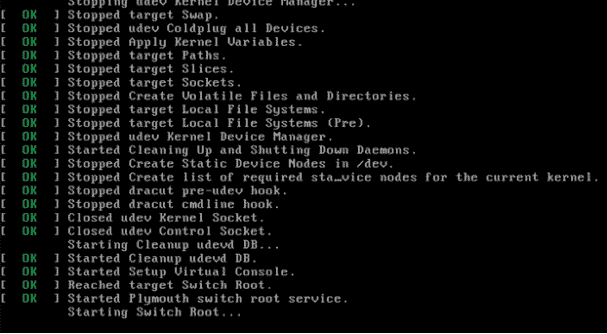 Stopping udev Kernel Device Manager...
[  OK  ] Stopped target Swap.
[  OK  ] Stopped udev Coldplug all Devices.
[  OK  ] Stopped Apply Kernel Variables.
[  OK  ] Stopped target Paths.
[  OK  ] Stopped target Slices.
[  OK  ] Stopped target Sockets.
[  OK  ] Stopped Create Volatile Files and Directories.
[  OK  ] Stopped target Local File Systems.
[  OK  ] Stopped target Local File Systems (Pre).
[  OK  ] Stopped udev Kernel Device Manager.
[  OK  ] Started Cleaning Up and Shutting Down Daemons.
[  OK  ] Stopped Create Static Device Nodes in /dev.
[  OK  ] Stopped Create list of required sta…vice nodes for the current kernel.
[  OK  ] Stopped dracut pre-udev hook.
[  OK  ] Stopped dracut cmdline hook.
[  OK  ] Closed udev Kernel Socket.
[  OK  ] Closed udev Control Socket.
Starting Cleanup udevd DB...
[  OK  ] Started Cleanup udevd DB.
[  OK  ] Started Setup Virtual Console.
[  OK  ] Reached target Switch Root.
[  OK  ] Started Plymouth switch root service.
Starting Switch Root...